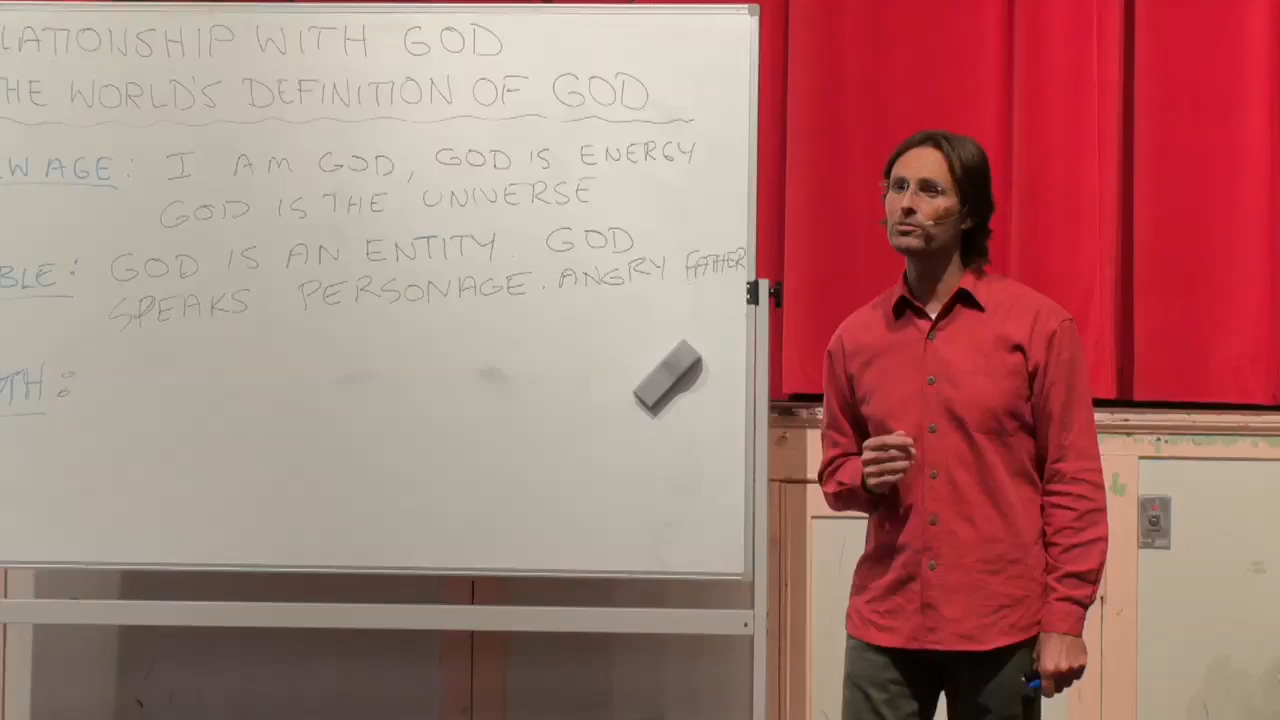 LATIONSHIP WITH GOD
HE WORLD'S DEFINITION OF GOD
W AGE: I AM GOD, GOD IS ENERGY
GOD IS THE UNIVERSE
BLE: GOD IS AN ENTITY. GOD
SPEAKS PERSONAGE. ANGRY FATHER
TH: